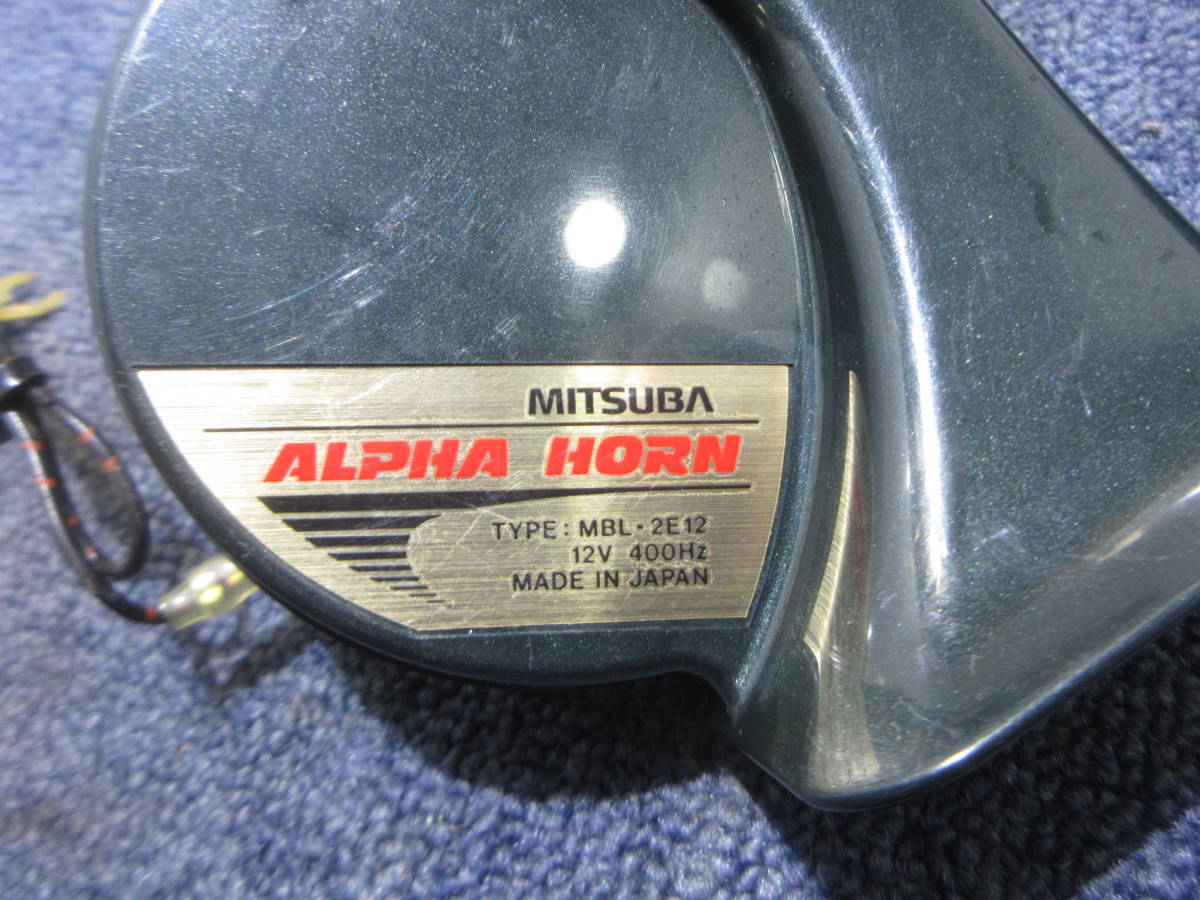 MITSUBA
ALPHA HORN
TYPE: MBL・2E12
12V 400Hz
MADE IN JAPAN